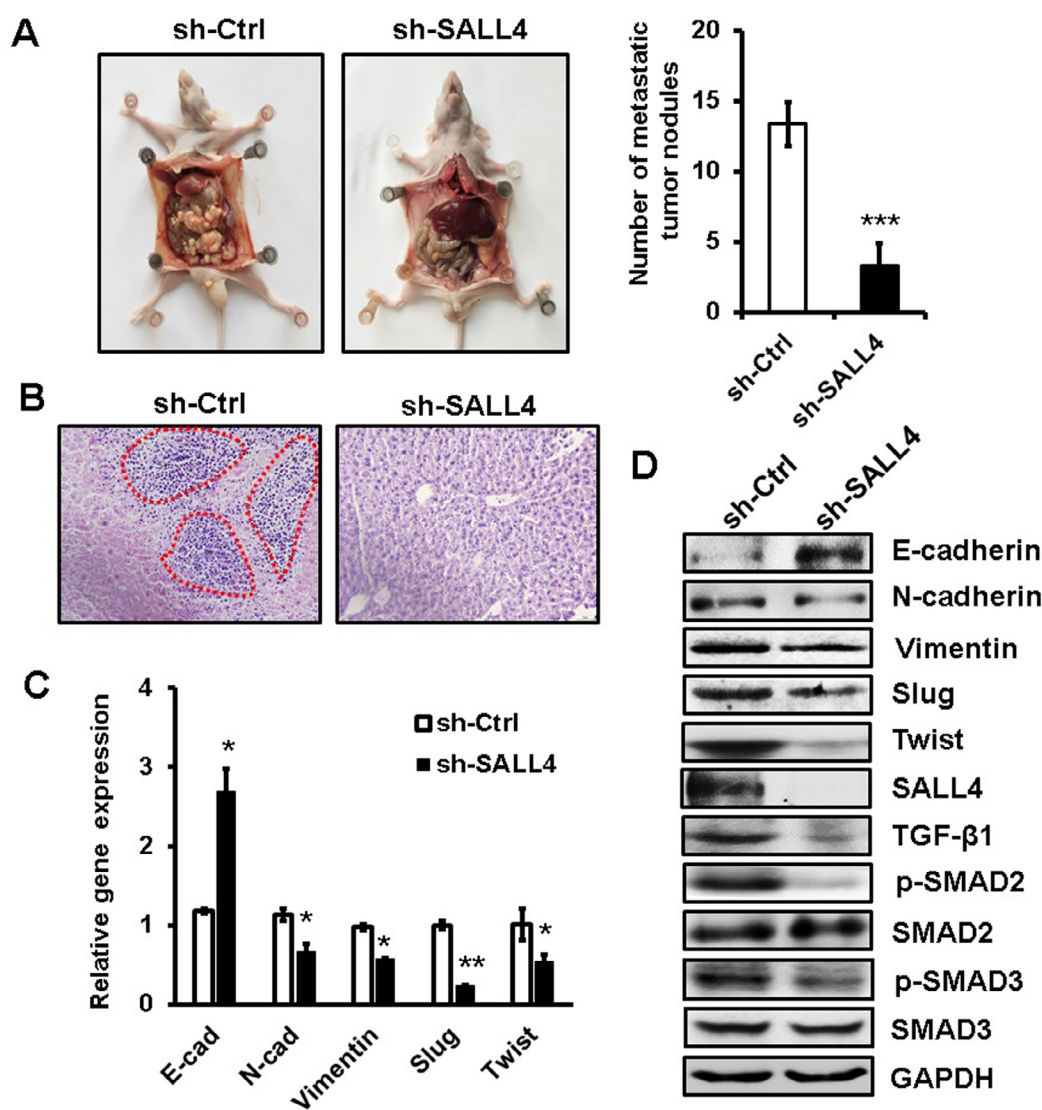 A
sh-Ctrl
sh-SALL4
Number of metastatic
tumor nodules
20
15
10
5
0
***
sh-Ctrl
sh-SALL4
B
sh-Ctrl
sh-SALL4
C
Relative gene expression
4
3
2
1
0
sh-Ctrl
sh-SALL4
*
*
*
**
*
E-cad
N-cad
Vimentin
Slug
Twist
D
sh-Ctrl
sh-SALL4
E-cadherin
N-cadherin
Vimentin
Slug
Twist
SALL4
TGF-β1
p-SMAD2
SMAD2
p-SMAD3
SMAD3
GAPDH